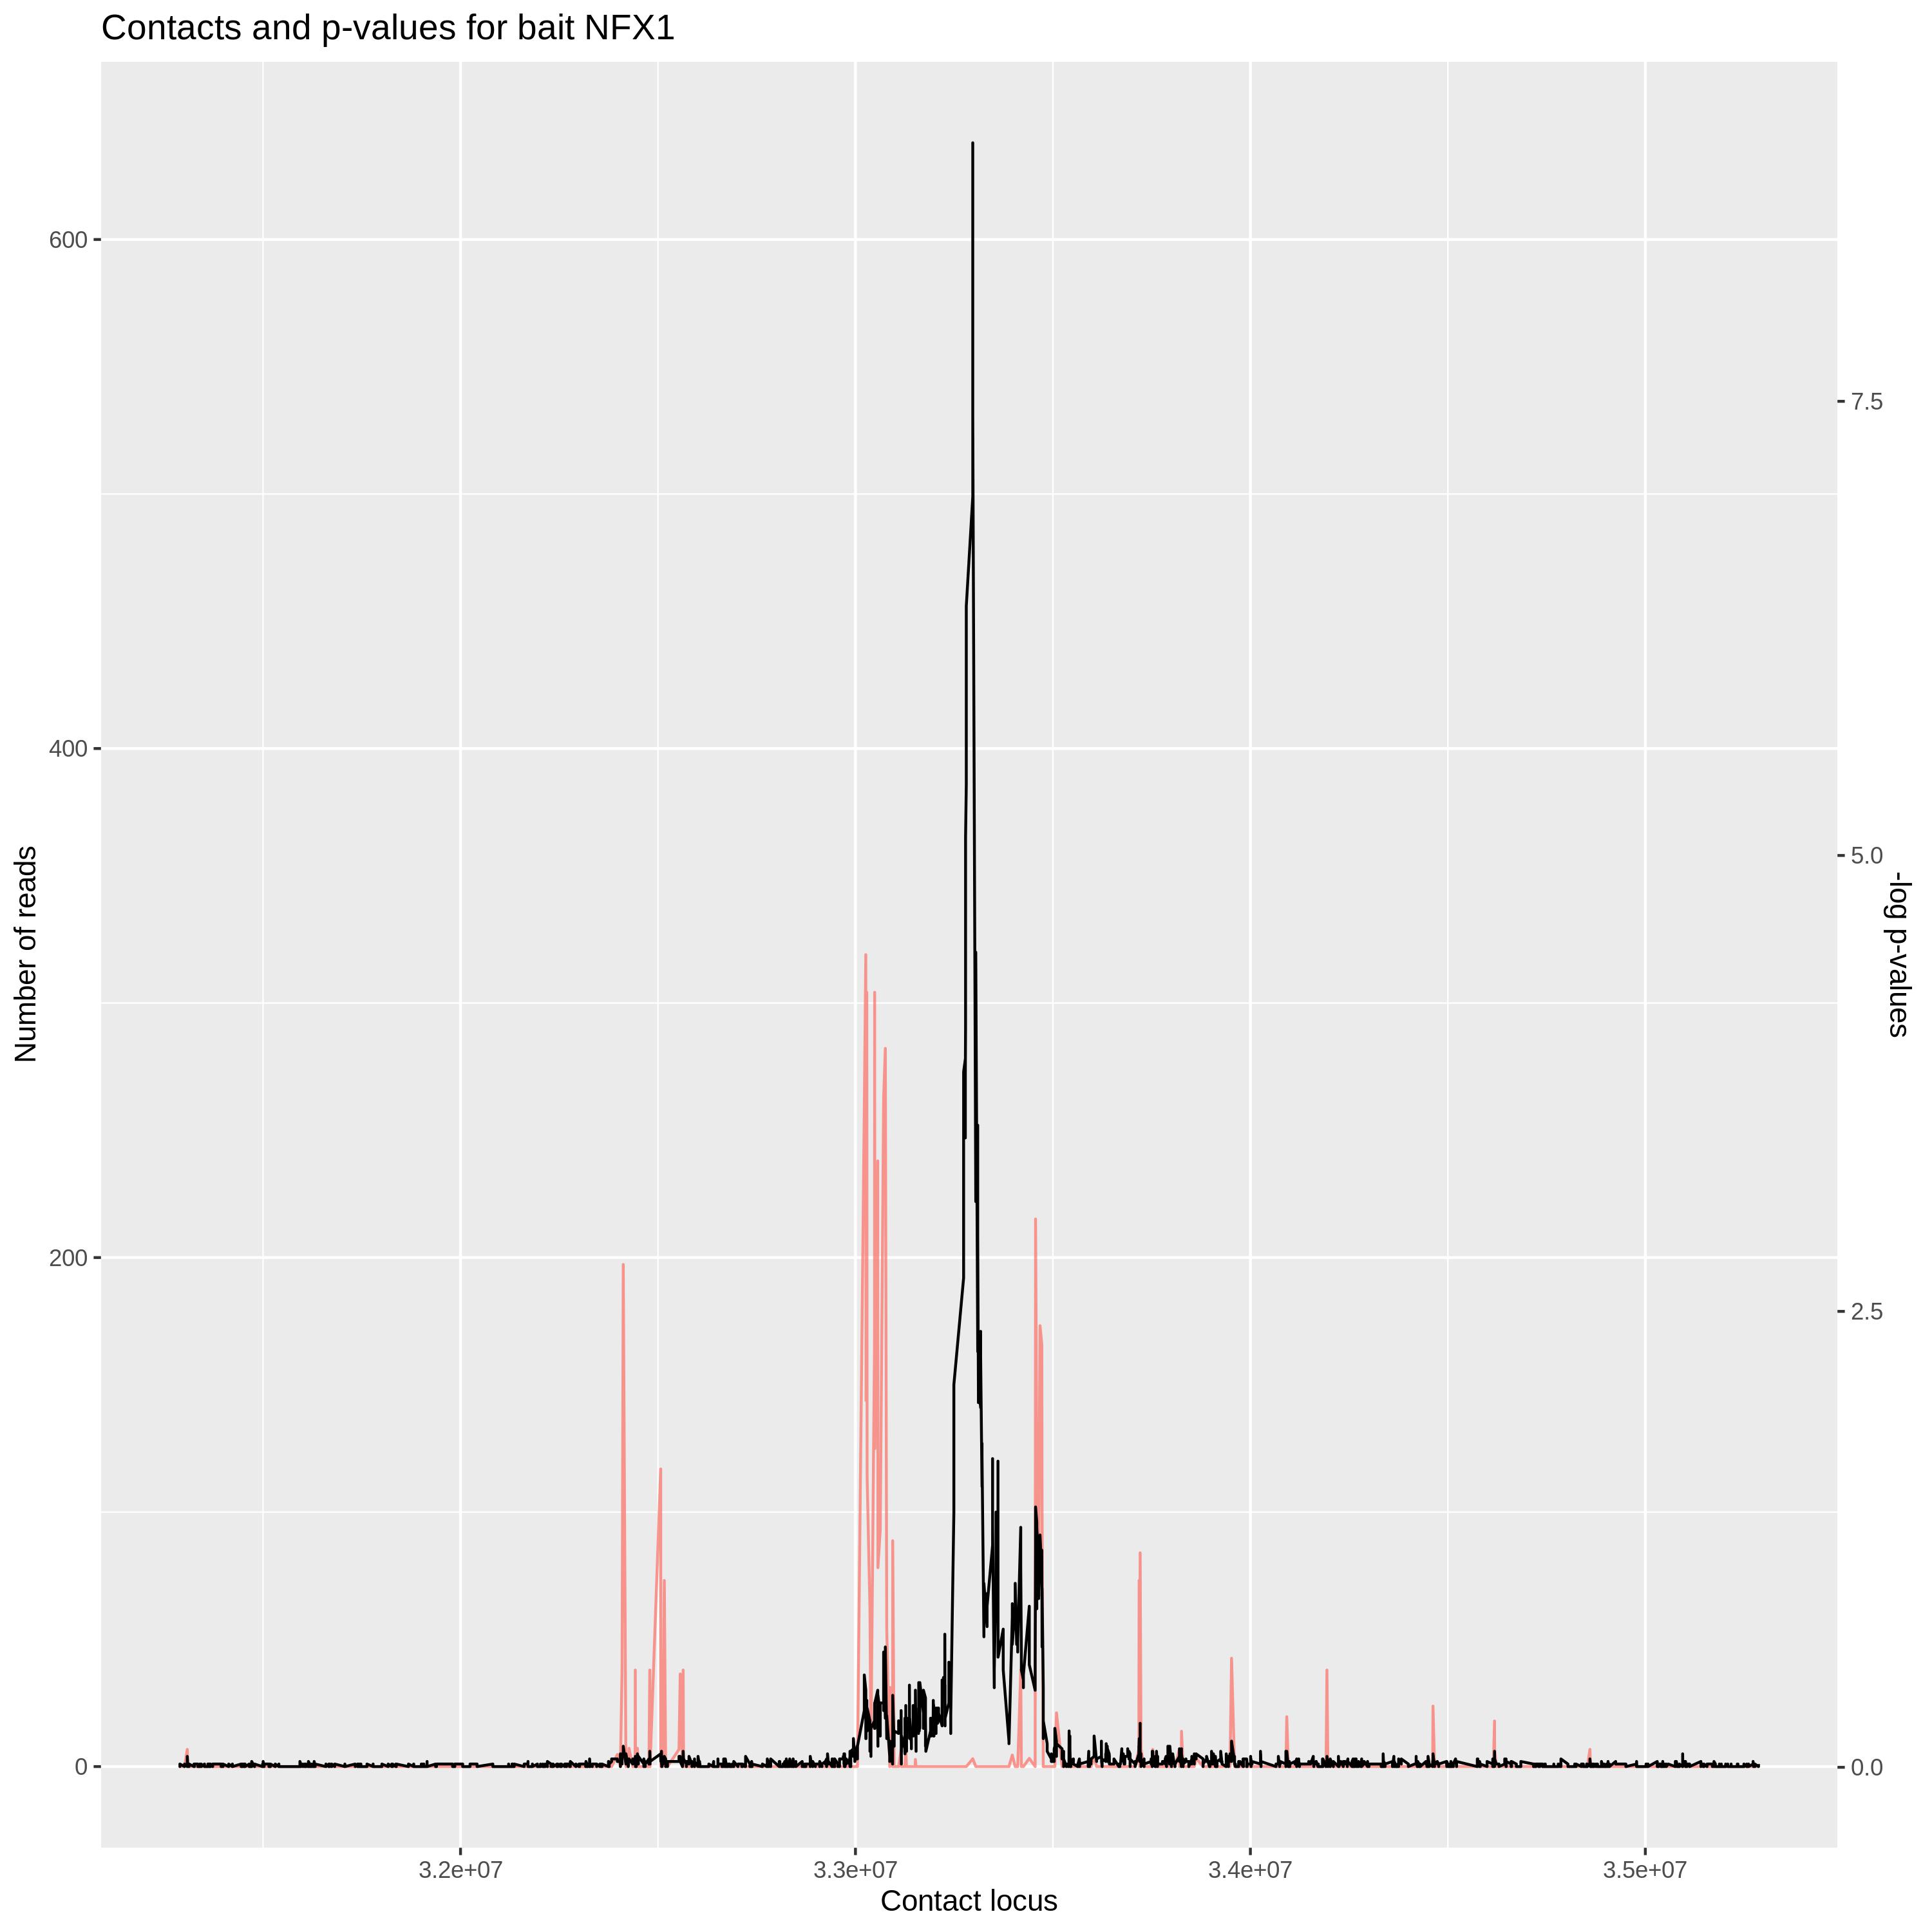 Contacts and p-values for bait NFX1
600
400
200
0
Number of reads
7.5
5.0
2.5
0.0
-log p-values
3.2e+07
3.3e+07
3.4e+07
3.5e+07
Contact locus